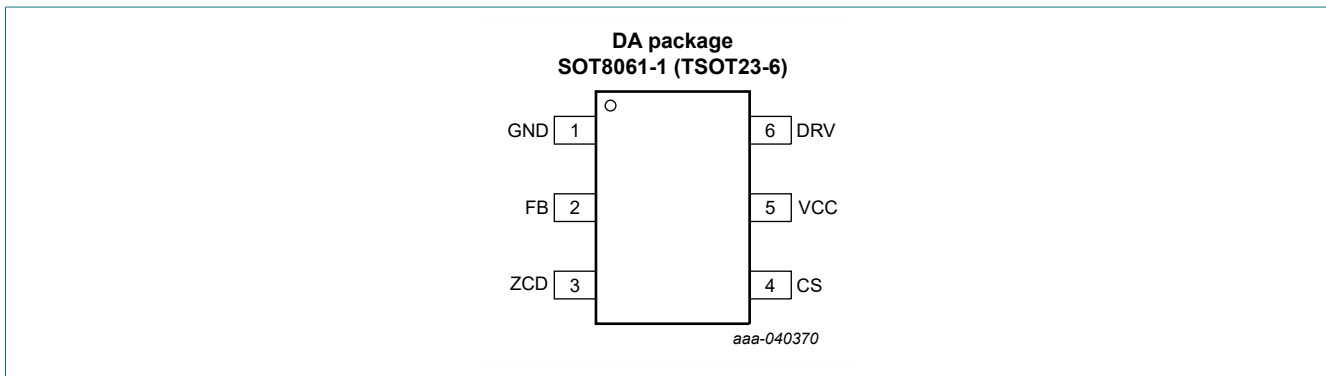 DA package
SOT8061-1 (TSOT23-6)
GND 1 6 DRV
FB 2 5 VCC
ZCD 3 4 CS
aaa-040370